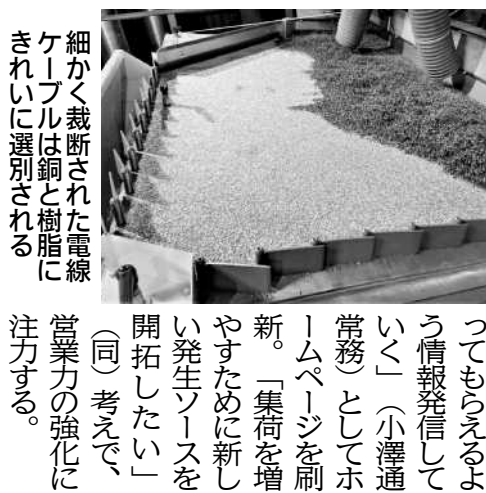 細かく裁断された電線
ケーブルは銅と樹脂に
きれいに選別される
ってもらえるよ
う情報発信して
いく」（小澤通
常務）としてホ
ームページを刷
新。「集荷を増
やすために新し
い発生ソースを
開拓したい」
（同）考えで、
営業力の強化に
注力する。